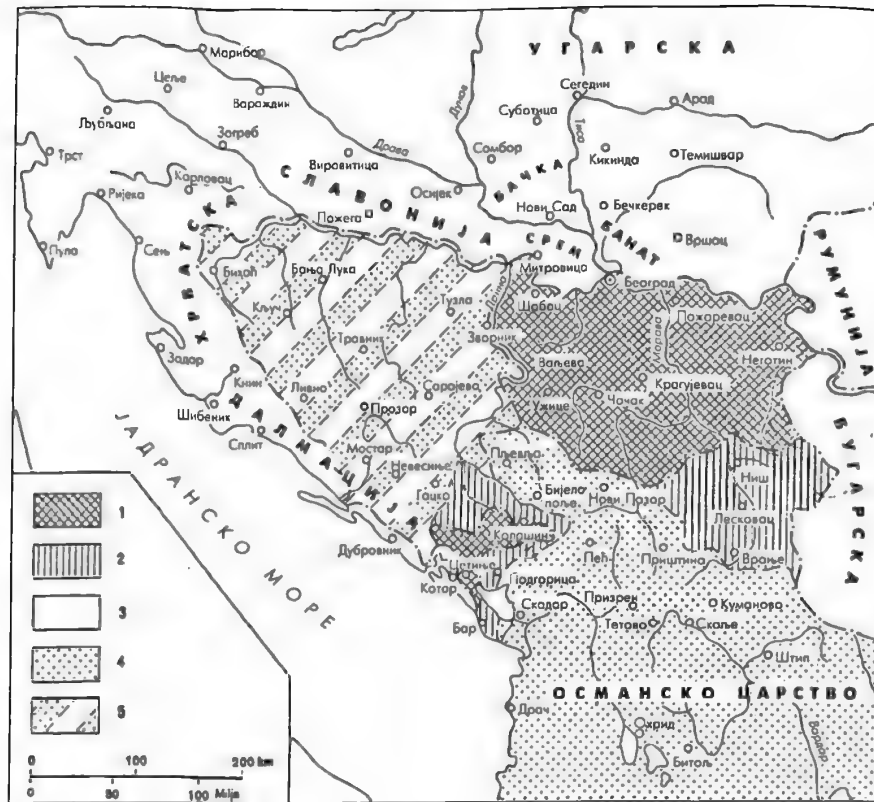 УГАРСКА
Марибор
Цеље
Вараждин
Љубљана
Загреб
Трст
Драва
Дунав
Тиса
Сегедин
Арад
Суботица
Сомбор
Кикинда
Темишвар
БАЧКА
Вировитица
Осијек
Карловац
Ријека
СЛАВОНИЈА
Пожега
Нови Сад
Бечкерек
БАНАТ
Вршац
СРЕМ
Пула
Сењ
ХРВАТСКА
Бихаћ
Бања Лука
Кључ
Тузла
Митровица
Шабац
Београд
Пожаревац
РУМУНИЈА
Зворник
Ваљево
Морава
Неготин
Травник
Задар
Книн
Ливно
Сарајево
Крагујевац
Чачак
Ужице
Шибеник
Прозор
ДАЛМАЦИЈА
Сплит
Мостар
Невесиње
Гацко
Пљевља
Бијело
поље
Нови Пазар
Ниш
Лесковац
БУГАРСКА
ЈАДРАНСКО МОРЕ
Дубровник
Колашин
Пећ
Приштина
Врање
Цетиње
Котор
Подгорица
Бар
Скадар
Призрен
Куманово
Тетово
Скопље
Штип
ОСМАНСКО ЦАРСТВО
Драч
Охрид
Вардар
Битољ
1
2
3
4
5
0 100 200 km
0 50 100 Миља